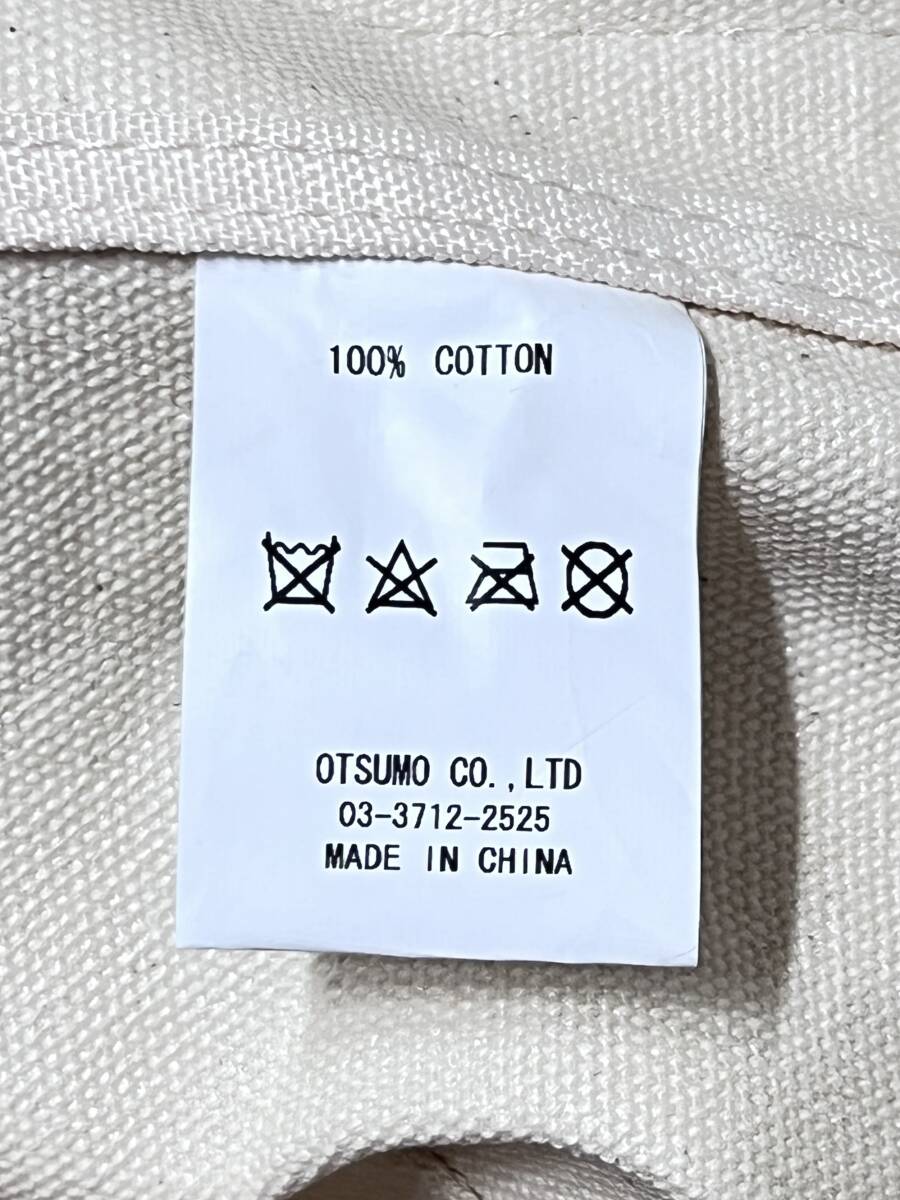 100% COTTON
OTSUMO CO.,LTD
03-3712-2525
MADE IN CHINA